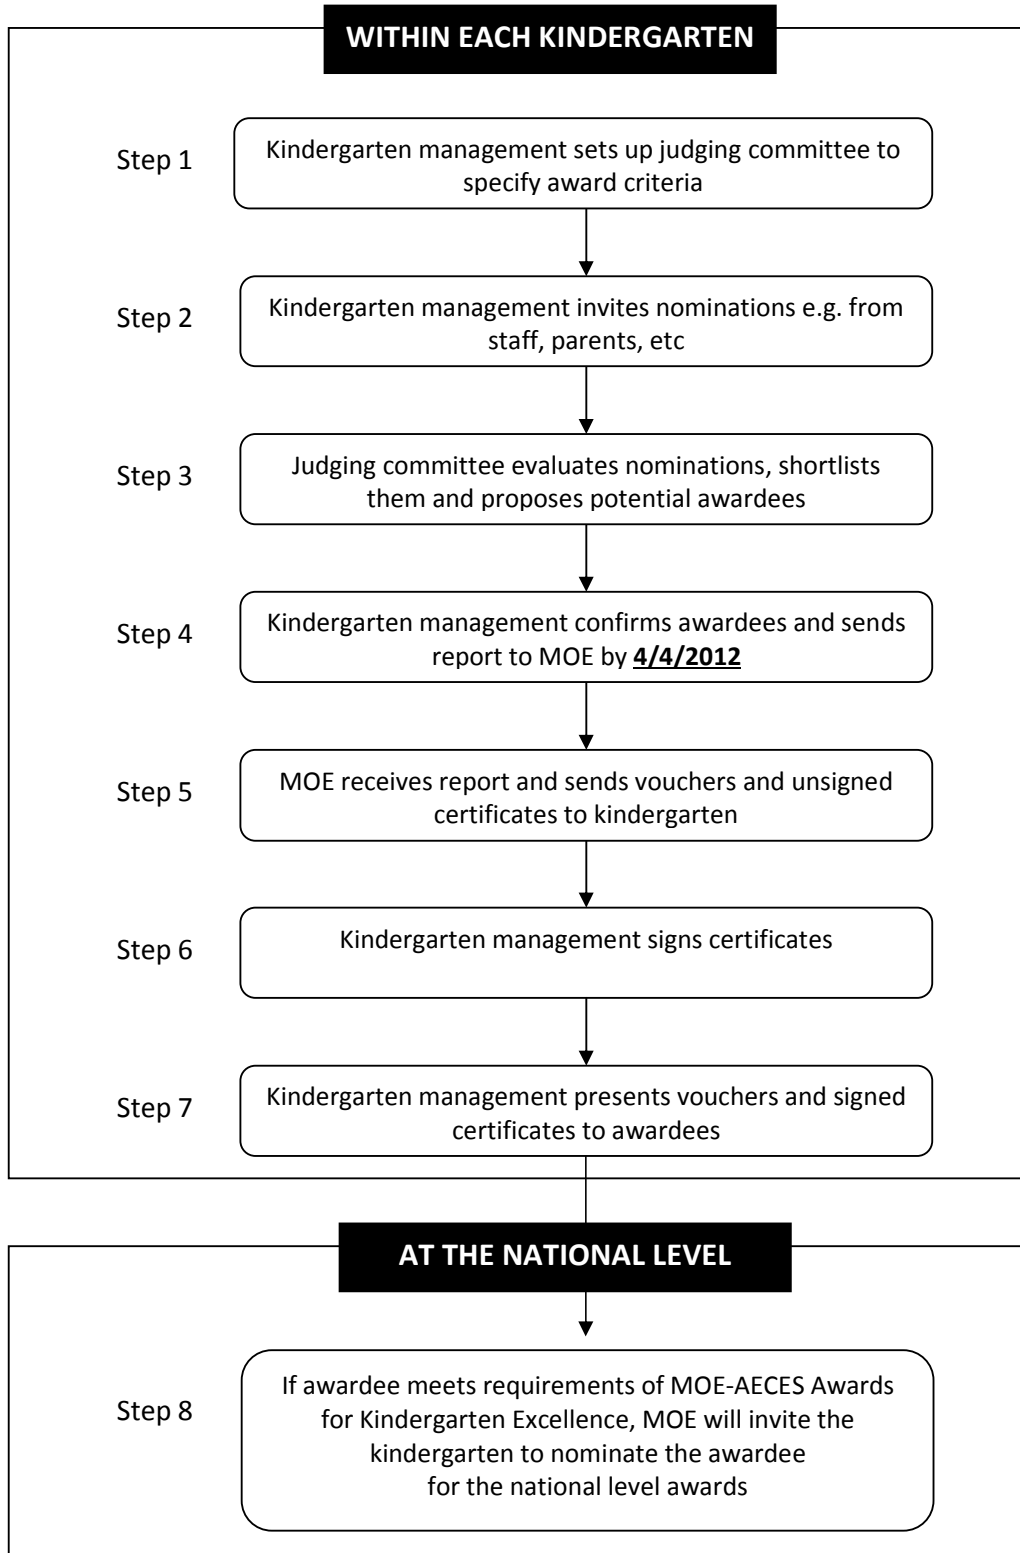 WITHIN EACH KINDERGARTEN
Step 1
Kindergarten management sets up judging committee to
specify award criteria
Step 2
Kindergarten management invites nominations e.g. from
staff, parents, etc
Step 3
Judging committee evaluates nominations, shortlists
them and proposes potential awardees
Step 4
Kindergarten management confirms awardees and sends
report to MOE by 4/4/2012
Step 5
MOE receives report and sends vouchers and unsigned
certificates to kindergarten
Step 6
Kindergarten management signs certificates
Step 7
Kindergarten management presents vouchers and signed
certificates to awardees
AT THE NATIONAL LEVEL
Step 8
If awardee meets requirements of MOE-AECES Awards
for Kindergarten Excellence, MOE will invite the
kindergarten to nominate the awardee
for the national level awards